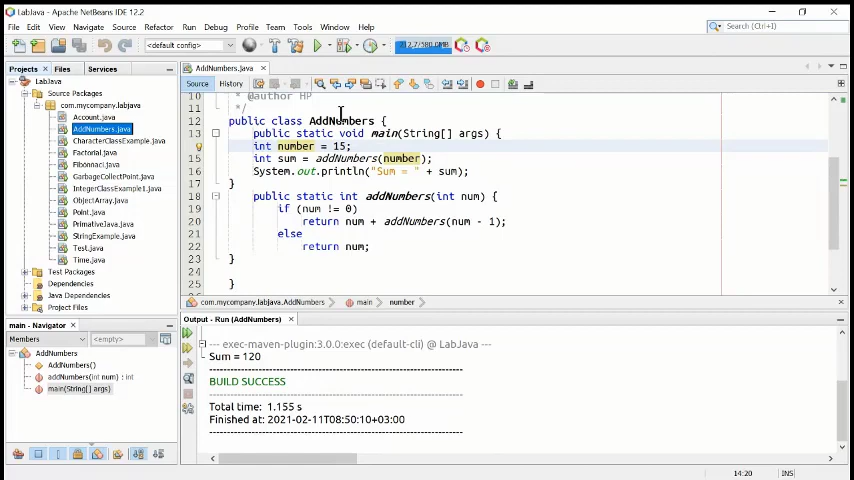 LabJava - Apache NetBeans IDE 12.2
File Edit View Navigate Source Refactor Run Debug Profile Team Tools Window Help
Search (Ctrl+I)
<default config>
212.7/580.0MB
Projects Files Services
AddNumbers.java
LabJava
Source Packages
com.mycompany.labjava
Account.java
AddNumbers.java
CharacterClassExample.java
Factorial.java
Fibonaci.java
GarbageCollectPoint.java
IntegerClassExample1.java
ObjectArray.java
Point.java
PrimativeJava.java
StringExample.java
Test.java
Time.java
Test Packages
Dependencies
Java Dependencies
Project Files
Source History
10 * @author HP
11 */
12 public class AddNumbers {
13 public static void main(String[] args) {
int number = 15;
15 int sum = addNumbers(number);
16 System.out.println("Sum = " + sum);
17 }
18 public static int addNumbers(int num) {
19 if (num != 0)
20 return num + addNumbers(num - 1);
21 else
22 return num;
23 }
24
25 }
com.mycompany.labjava.AddNumbers main number
main - Navigator
Members <empty>
AddNumbers
AddNumbers()
addNumbers(int num) : int
main(String[] args)
Output - Run (AddNumbers)
--- exec-maven-plugin:3.0.0:exec (default-cli) @ LabJava ---
Sum = 120
------------------------------------------------------------------------
BUILD SUCCESS
------------------------------------------------------------------------
Total time: 1.155 s
Finished at: 2021-02-11T08:50:10+03:00
------------------------------------------------------------------------
14:20 INS